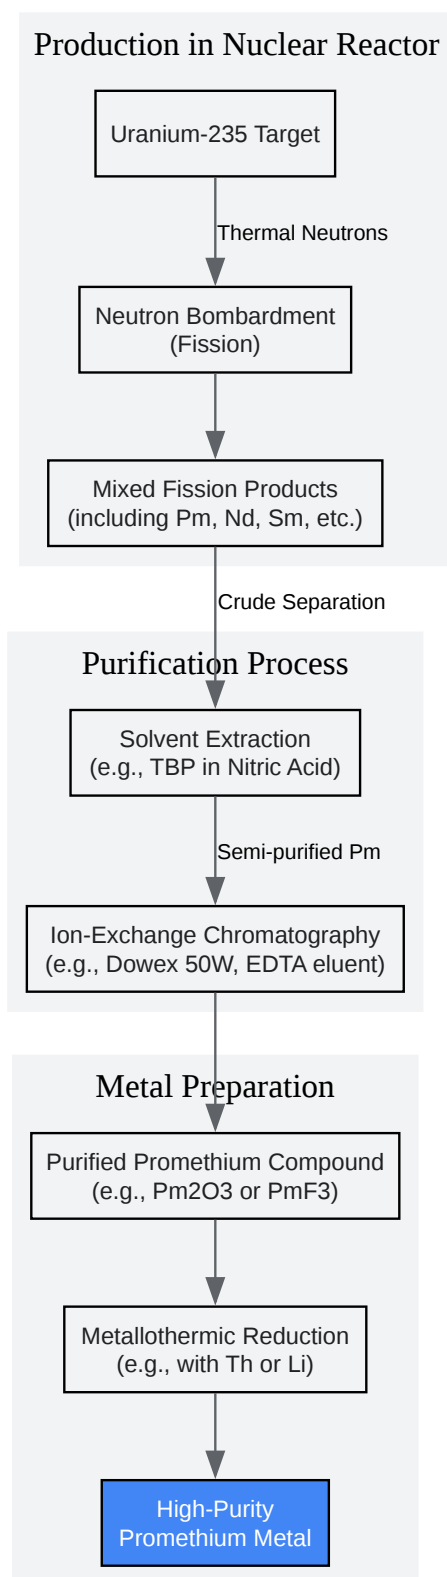 Production in Nuclear Reactor
Uranium-235 Target
Thermal Neutrons
Neutron Bombardment
(Fission)
Mixed Fission Products
(including Pm, Nd, Sm, etc.)
Crude Separation
Purification Process
Solvent Extraction
(e.g., TBP in Nitric Acid)
Semi-purified Pm
Ion-Exchange Chromatography
(e.g., Dowex 50W, EDTA eluent)
Metal Preparation
Purified Promethium Compound
(e.g., Pm2O3 or PmF3)
Metallothermic Reduction
(e.g., with Th or Li)
High-Purity
Promethium Metal